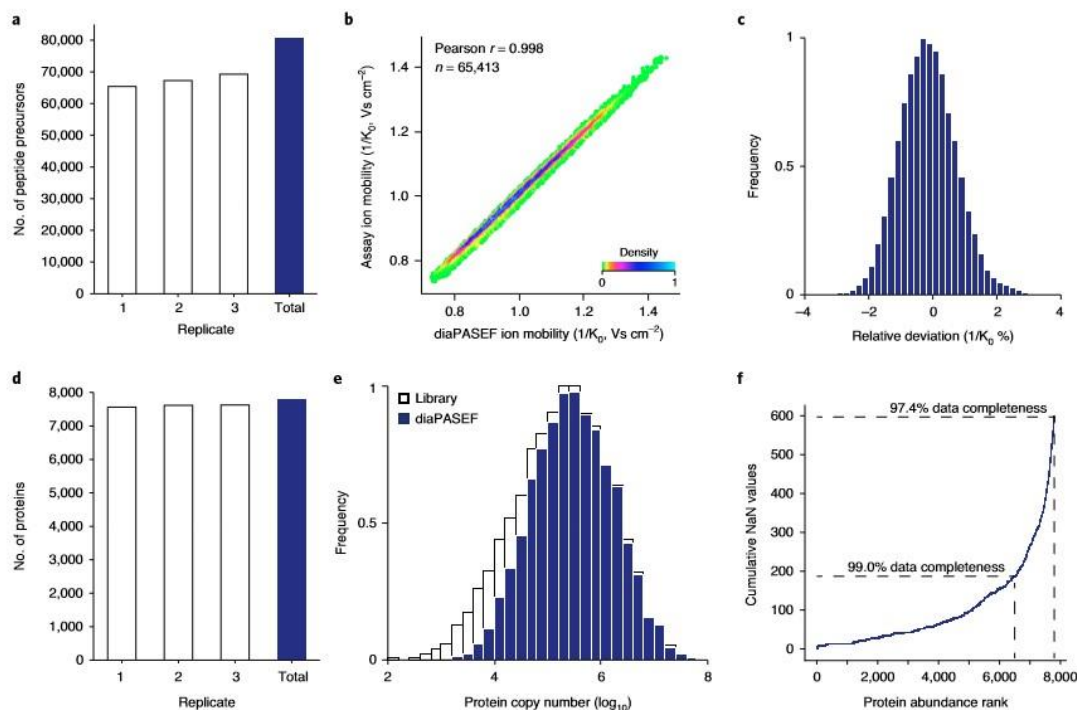 a
80,000
70,000
60,000
50,000
40,000
30,000
20,000
10,000
0
No. of peptide precursors
1 2 3 Total
Replicate
b
Pearson r = 0.998
n = 65,413
1.4
1.2
1.0
0.8
Assay ion mobility (1/K₀, Vs cm⁻²)
Density
0 1
0.8 1.0 1.2 1.4
diaPASEF ion mobility (1/K₀, Vs cm⁻²)
c
1
0.5
0
Frequency
−4 −2 0 2 4
Relative deviation (1/K₀ %)
d
8,000
7,000
6,000
5,000
4,000
3,000
2,000
1,000
0
No. of proteins
1 2 3 Total
Replicate
e
Library
diaPASEF
1
0.5
0
Frequency
2 4 6 8
Protein copy number (log₁₀)
f
97.4% data completeness
99.0% data completeness
600
500
400
300
200
100
0
Cumulative NaN values
0 2,000 4,000 6,000 8,000
Protein abundance rank